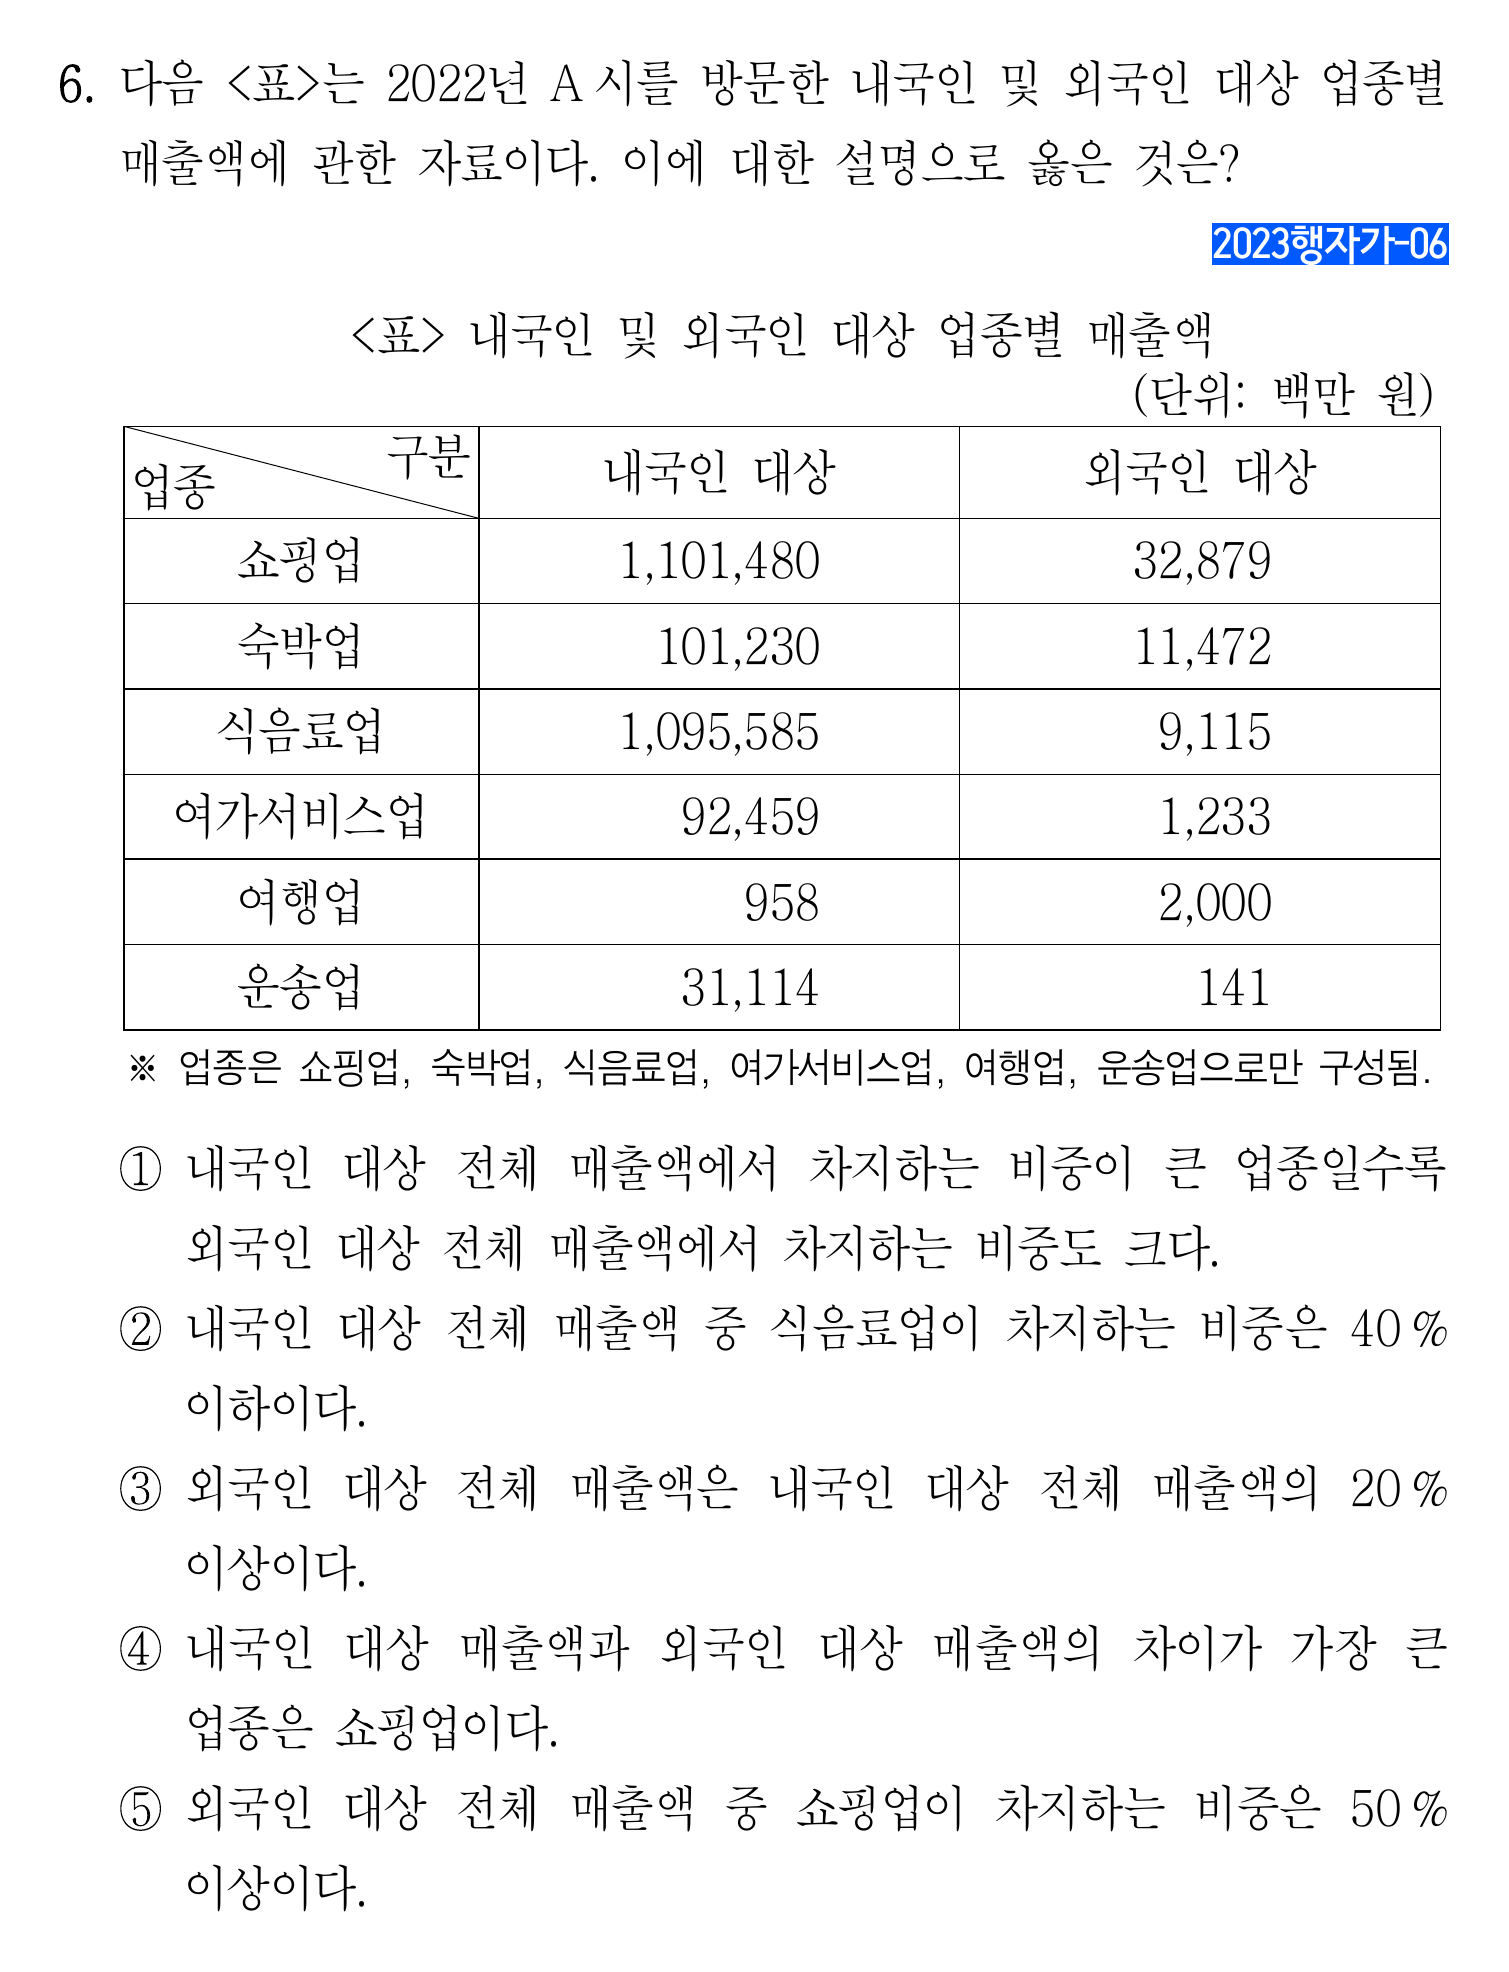 6. 다음 <표>는 2022년 A시를 방문한 내국인 및 외국인 대상 업종별
매출액에 관한 자료이다. 이에 대한 설명으로 옳은 것은?
2023행자가-06
<표> 내국인 및 외국인 대상 업종별 매출액
(단위: 백만 원)
구분 업종 내국인 대상 외국인 대상
쇼핑업 1,101,480 32,879
숙박업 101,230 11,472
식음료업 1,095,585 9,115
여가서비스업 92,459 1,233
여행업 958 2,000
운송업 31,114 141
※ 업종은 쇼핑업, 숙박업, 식음료업, 여가서비스업, 여행업, 운송업으로만 구성됨.
① 내국인 대상 전체 매출액에서 차지하는 비중이 큰 업종일수록
외국인 대상 전체 매출액에서 차지하는 비중도 크다.
② 내국인 대상 전체 매출액 중 식음료업이 차지하는 비중은 40%
이하이다.
③ 외국인 대상 전체 매출액은 내국인 대상 전체 매출액의 20%
이상이다.
④ 내국인 대상 매출액과 외국인 대상 매출액의 차이가 가장 큰
업종은 쇼핑업이다.
⑤ 외국인 대상 전체 매출액 중 쇼핑업이 차지하는 비중은 50%
이상이다.